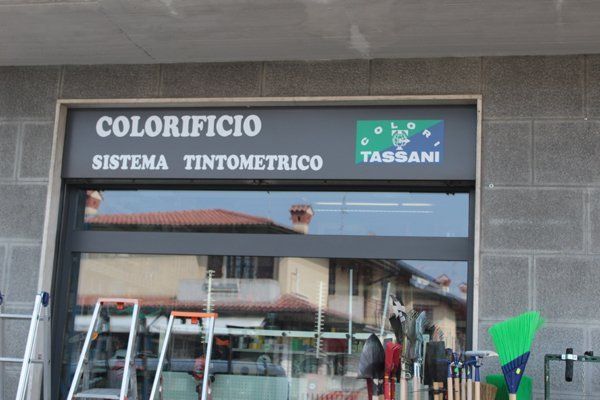 COLORIFICIO
SISTEMA TINTOMETRICO
COLORI
TASSANI